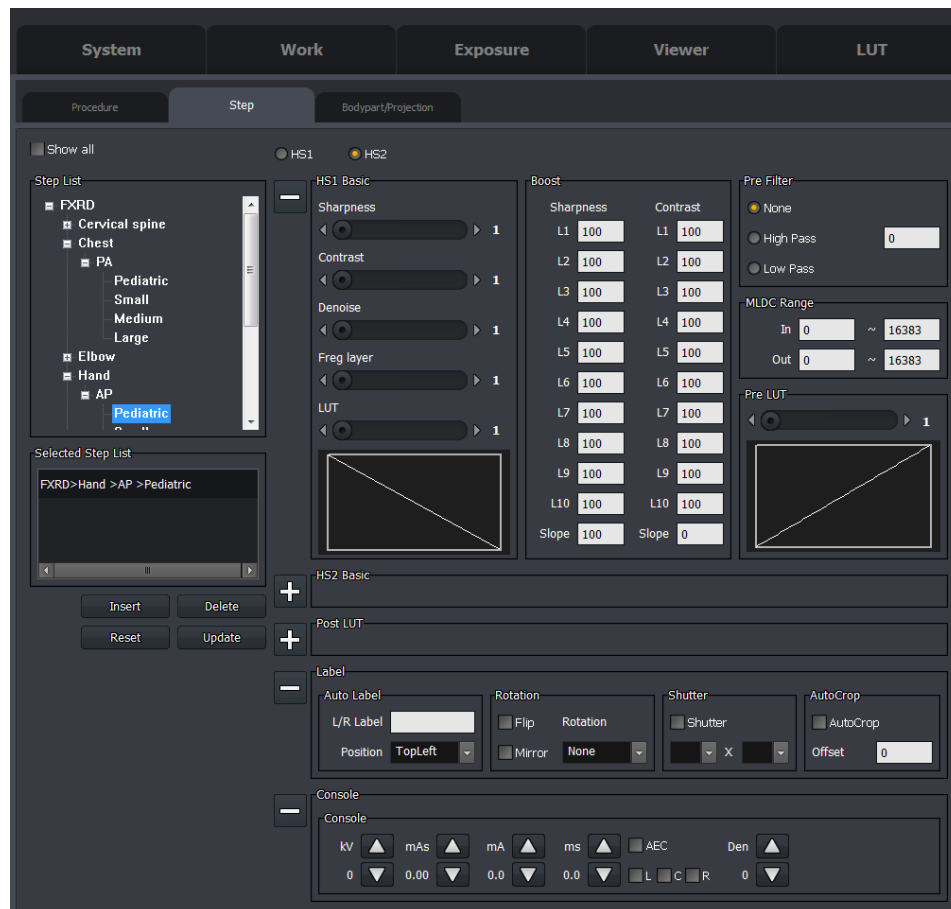 System Work Exposure Viewer LUT
Procedure Step Bodypart/Projection
Show all
HS1 HS2
Step List
FXRD
Cervical spine
Chest
PA
Pediatric
Small
Medium
Large
Elbow
Hand
AP
Pediatric
Selected Step List
FXRD>Hand >AP >Pediatric
Insert Delete
Reset Update
HS1 Basic
Sharpness
1
Contrast
1
Denoise
1
Freg layer
1
LUT
1
Boost
Sharpness Contrast
L1 100 L1 100
L2 100 L2 100
L3 100 L3 100
L4 100 L4 100
L5 100 L5 100
L6 100 L6 100
L7 100 L7 100
L8 100 L8 100
L9 100 L9 100
L10 100 L10 100
Slope 100 Slope 0
Pre Filter
None
High Pass 0
Low Pass
MLDC Range
In 0 ~ 16383
Out 0 ~ 16383
Pre LUT
1
HS2 Basic
Post LUT
Label
Auto Label
L/R Label
Position TopLeft
Rotation
Flip Rotation
Mirror None
Shutter
Shutter
X
AutoCrop
AutoCrop
Offset 0
Console
Console
kV mAs mA ms AEC Den
0 0.00 0.0 0.0 L C R 0